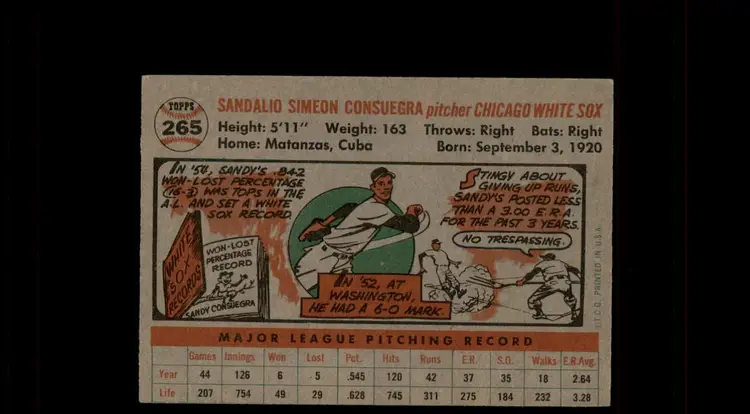 TOPPS
265
SANDALIO SIMEON CONSUEGRA pitcher CHICAGO WHITE SOX
Height: 5'11" Weight: 163 Throws: Right Bats: Right
Home: Matanzas, Cuba Born: September 3, 1920
IN '54, SANDY'S .842
WON-LOST PERCENTAGE
(16-3) WAS TOPS IN THE
A.L. AND SET A WHITE
SOX RECORD.
WHITE
SOX
RECORDS
WON-LOST
PERCENTAGE
RECORD
SANDY CONSUEGRA
IN '52, AT
WASHINGTON,
HE HAD A 6-0 MARK.
STINGY ABOUT
GIVING UP RUNS,
SANDY'S POSTED LESS
THAN A 3.00 E.R.A.
FOR THE PAST 3 YEARS.
NO TRESPASSING.
©T.C.G. PRINTED IN U.S.A.
MAJOR LEAGUE PITCHING RECORD
Games Innings Won Lost Pct. Hits Runs E.R. S.O. Walks E.R.Avg.
Year 44 126 6 5 .545 120 42 37 35 18 2.64
Life 207 754 49 29 .628 745 311 275 184 232 3.28